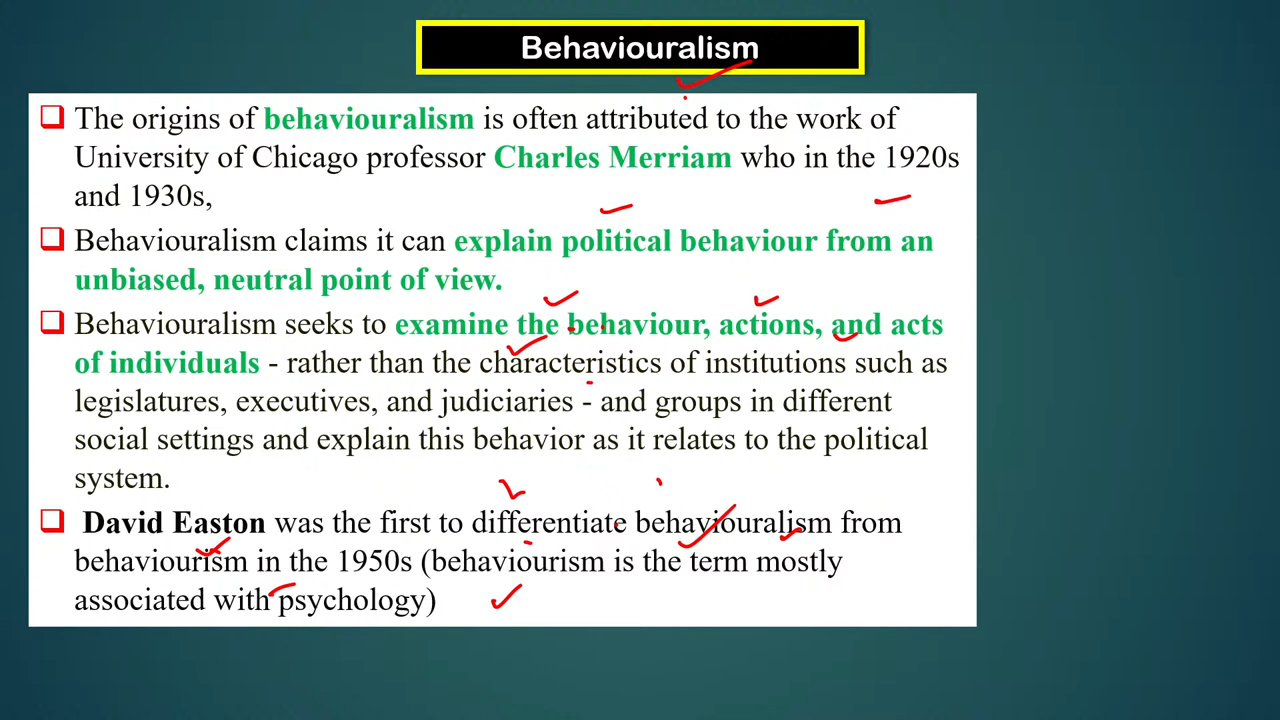 Behaviouralism
The origins of behaviouralism is often attributed to the work of
University of Chicago professor Charles Merriam who in the 1920s
and 1930s,
Behaviouralism claims it can explain political behaviour from an
unbiased, neutral point of view.
Behaviouralism seeks to examine the behaviour, actions, and acts
of individuals - rather than the characteristics of institutions such as
legislatures, executives, and judiciaries - and groups in different
social settings and explain this behavior as it relates to the political
system.
David Easton was the first to differentiate behaviouralism from
behaviourism in the 1950s (behaviourism is the term mostly
associated with psychology)